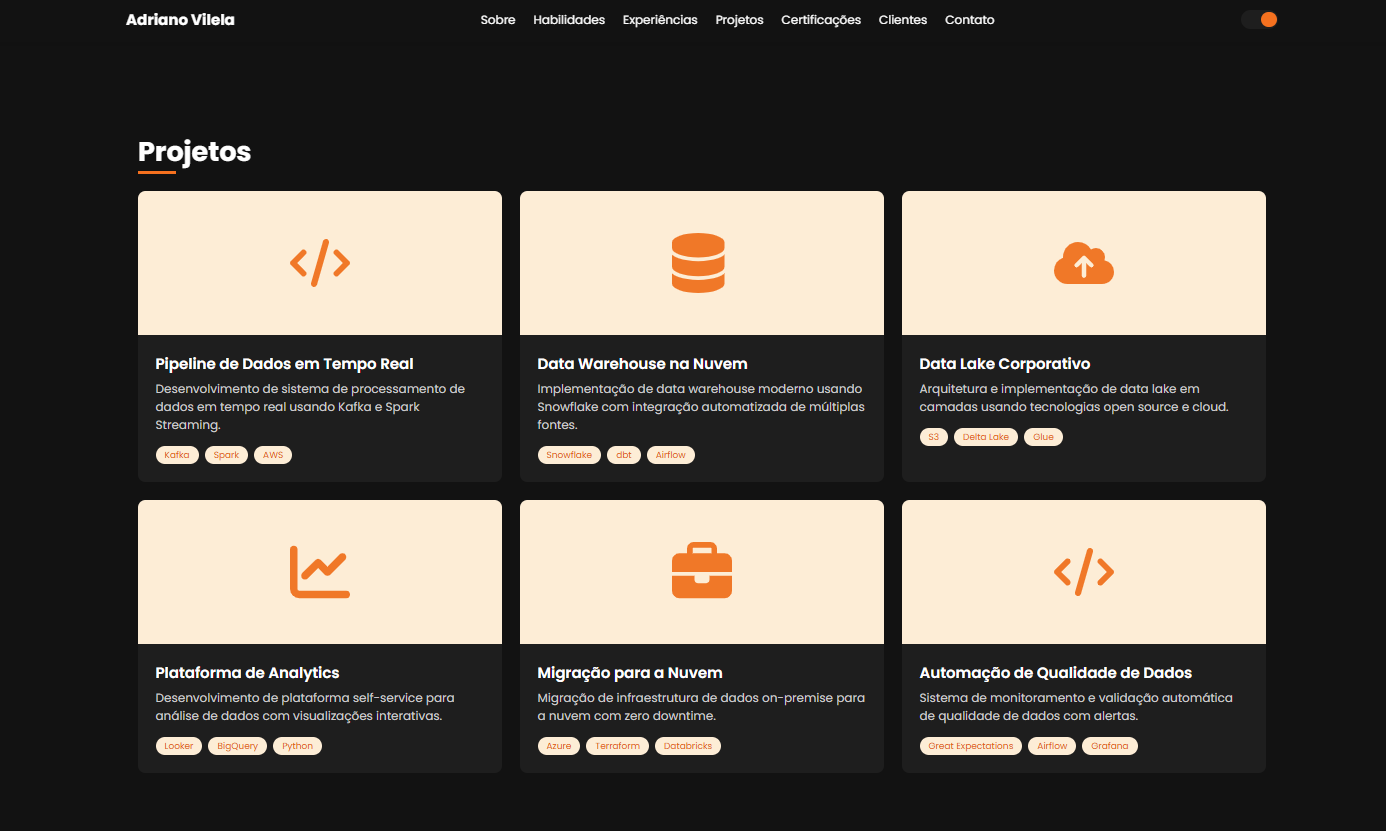 Adriano Vilela
Sobre Habilidades Experiências Projetos Certificações Clientes Contato
Projetos
Pipeline de Dados em Tempo Real
Desenvolvimento de sistema de processamento de
dados em tempo real usando Kafka e Spark
Streaming.
Kafka Spark AWS
Data Warehouse na Nuvem
Implementação de data warehouse moderno usando
Snowflake com integração automatizada de múltiplas
fontes.
Snowflake dbt Airflow
Data Lake Corporativo
Arquitetura e implementação de data lake em
camadas usando tecnologias open source e cloud.
S3 Delta Lake Glue
Plataforma de Analytics
Desenvolvimento de plataforma self-service para
análise de dados com visualizações interativas.
Looker BigQuery Python
Migração para a Nuvem
Migração de infraestrutura de dados on-premise para
a nuvem com zero downtime.
Azure Terraform Databricks
Automação de Qualidade de Dados
Sistema de monitoramento e validação automática
de qualidade de dados com alertas.
Great Expectations Airflow Grafana